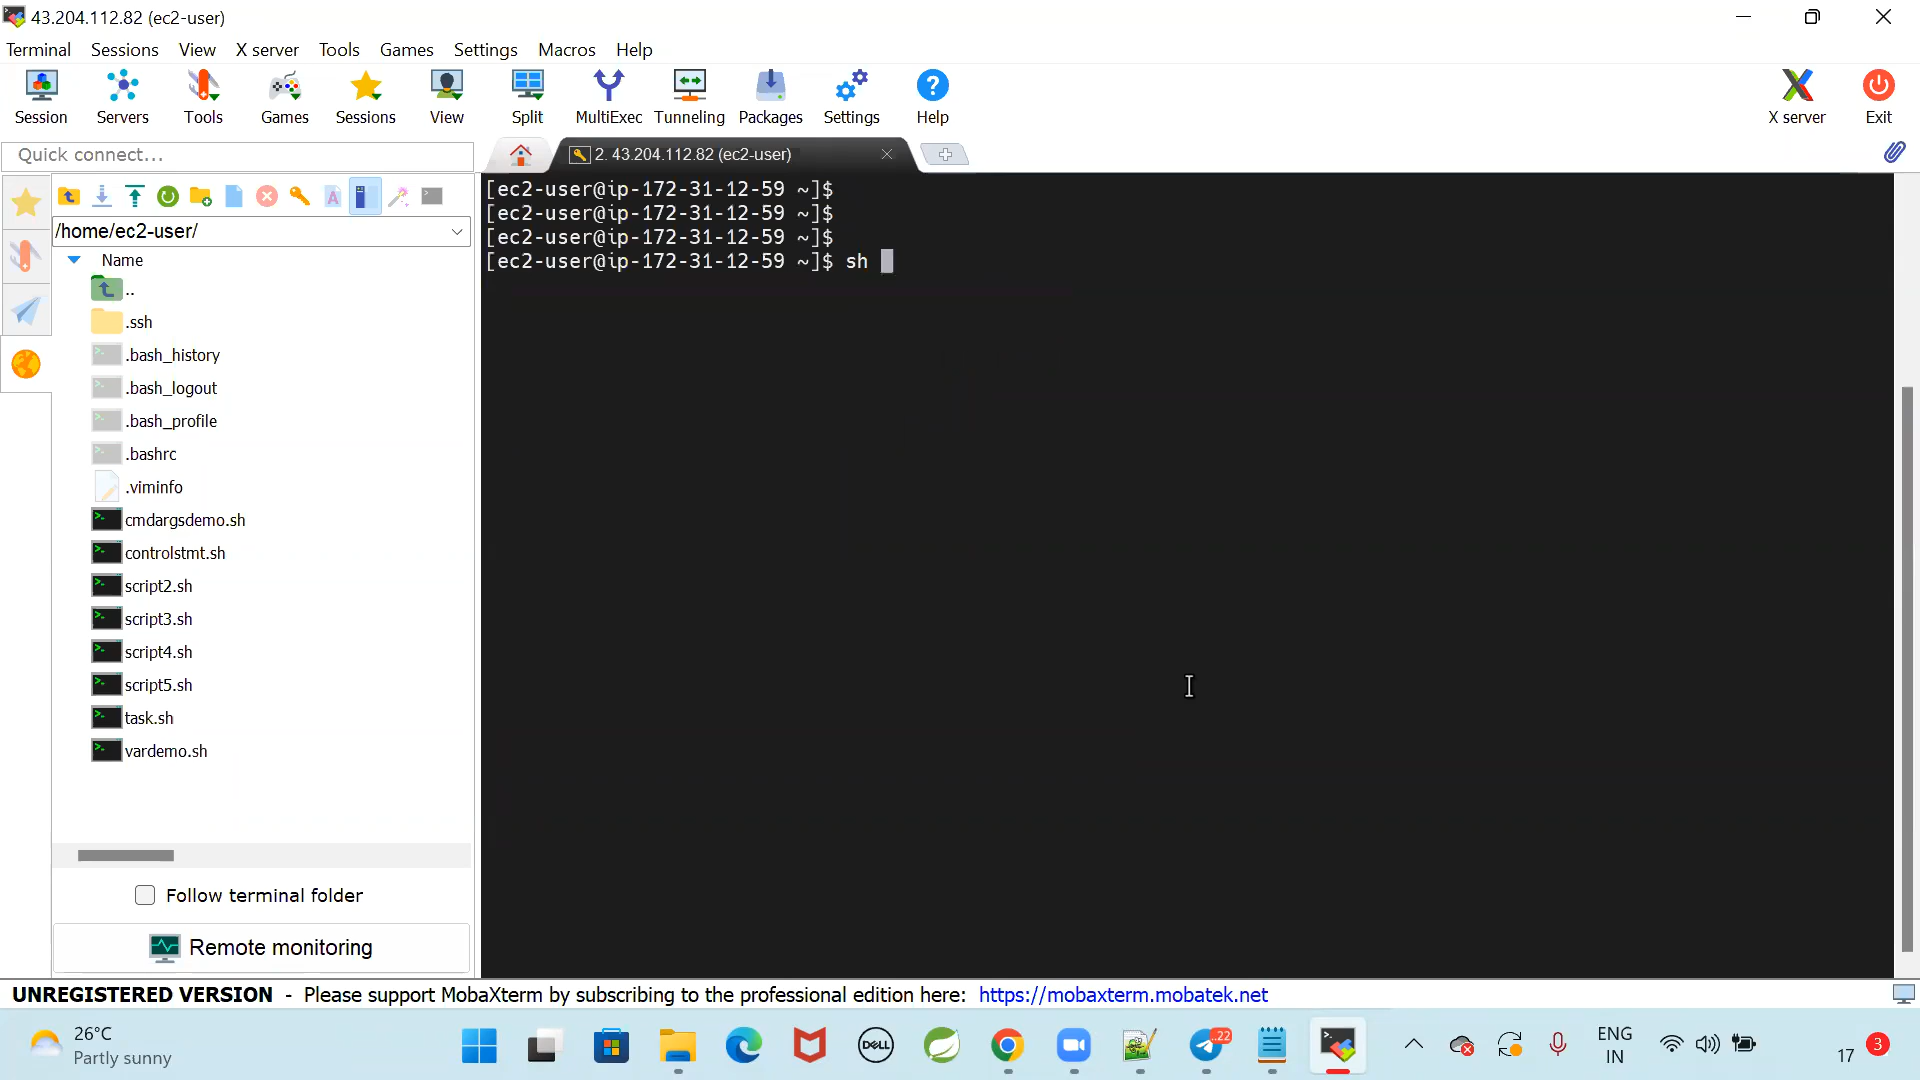 43.204.112.82 (ec2-user)
Terminal Sessions View X server Tools Games Settings Macros Help
Session Servers Tools Games Sessions View Split MultiExec Tunneling Packages Settings Help X server Exit
Quick connect...
2. 43.204.112.82 (ec2-user)
/home/ec2-user/
Name
..
.ssh
.bash_history
.bash_logout
.bash_profile
.bashrc
.viminfo
cmdargsdemo.sh
controlstmt.sh
script2.sh
script3.sh
script4.sh
script5.sh
task.sh
vardemo.sh
Follow terminal folder
Remote monitoring
[ec2-user@ip-172-31-12-59 ~]$
[ec2-user@ip-172-31-12-59 ~]$
[ec2-user@ip-172-31-12-59 ~]$
[ec2-user@ip-172-31-12-59 ~]$ sh
UNREGISTERED VERSION - Please support MobaXterm by subscribing to the professional edition here: https://mobaxterm.mobatek.net
26°C
Partly sunny
DELL
22
ENG
IN
17
3